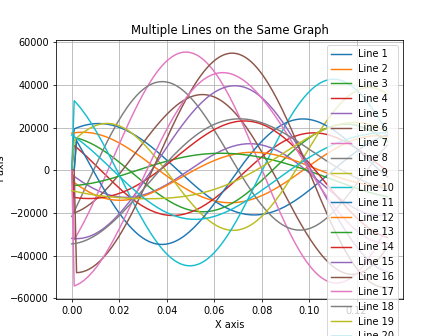 Multiple Lines on the Same Graph
60000
40000
20000
0
−20000
−40000
−60000
axis
0.00
0.02
0.04
0.06
0.08
0.10
X axis
Line 1
Line 2
Line 3
Line 4
Line 5
Line 6
Line 7
Line 8
Line 9
Line 10
Line 11
Line 12
Line 13
Line 14
Line 15
Line 16
Line 17
Line 18
Line 19
Line 20